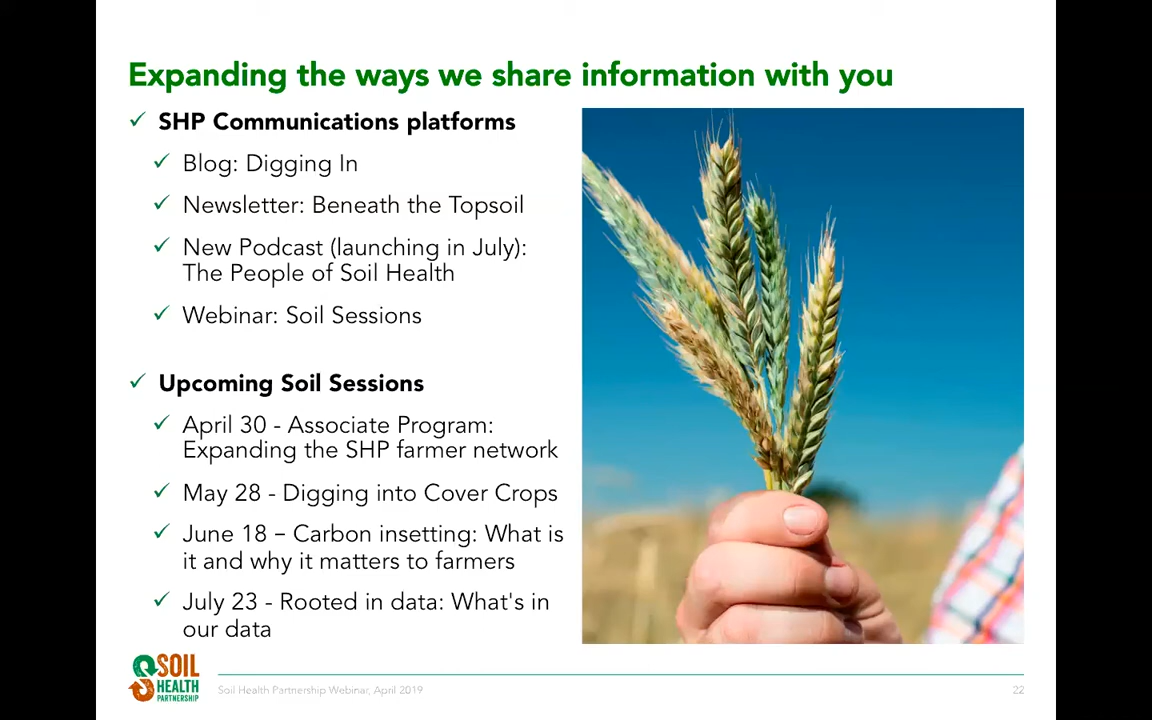 Expanding the ways we share information with you
✓ SHP Communications platforms
✓ Blog: Digging In
✓ Newsletter: Beneath the Topsoil
✓ New Podcast (launching in July):
The People of Soil Health
✓ Webinar: Soil Sessions
✓ Upcoming Soil Sessions
✓ April 30 - Associate Program:
Expanding the SHP farmer network
✓ May 28 - Digging into Cover Crops
✓ June 18 – Carbon insetting: What is
it and why it matters to farmers
✓ July 23 - Rooted in data: What's in
our data
SOIL
HEALTH
PARTNERSHIP
Soil Health Partnership Webinar, April 2019
22